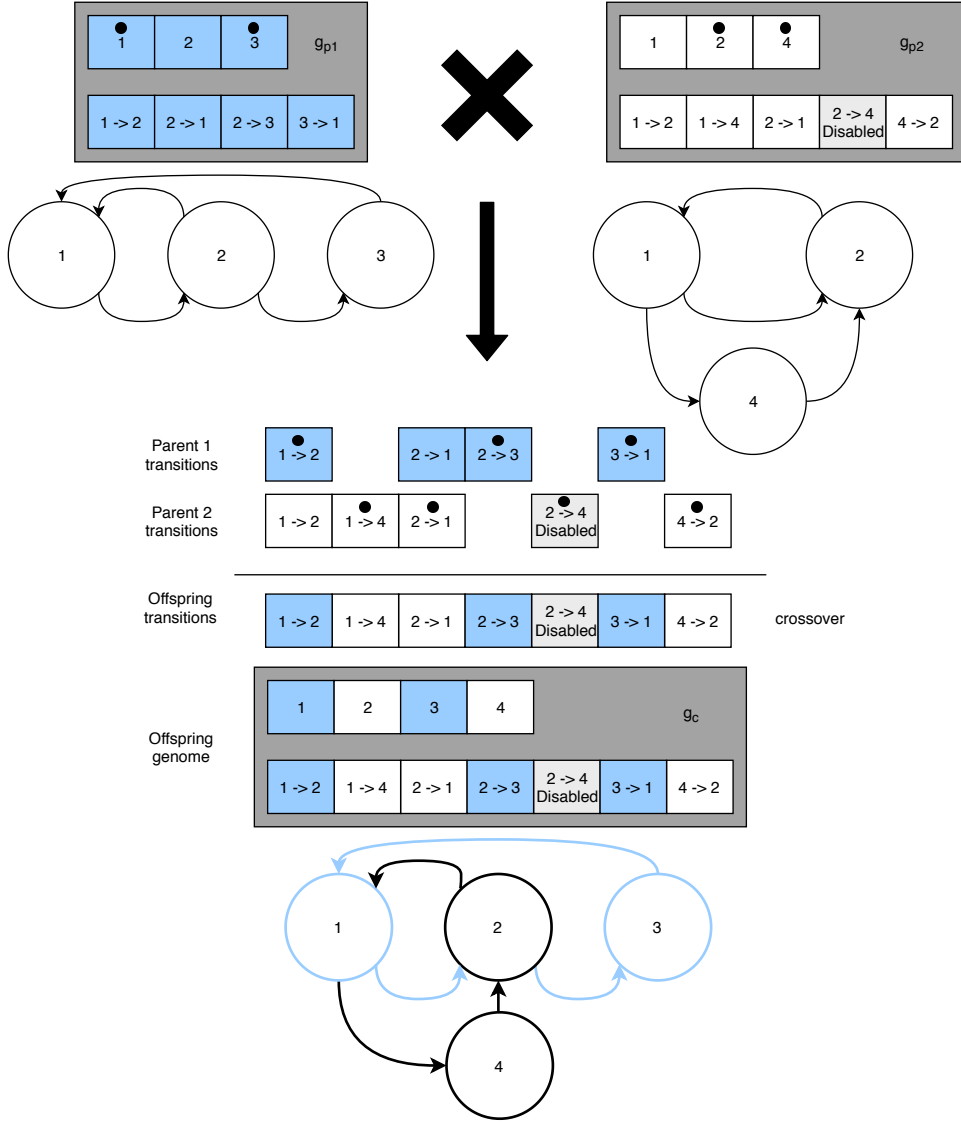 1 2 3 g_p1
1 -> 2 2 -> 1 2 -> 3 3 -> 1
1 2 4 g_p2
1 -> 2 1 -> 4 2 -> 1 2 -> 4 4 -> 2
Disabled
1 2 3
1 2
4
Parent 1
transitions
1 -> 2 2 -> 1 2 -> 3 3 -> 1
Parent 2
transitions
1 -> 2 1 -> 4 2 -> 1 2 -> 4 4 -> 2
Disabled
Offspring
transitions
1 -> 2 1 -> 4 2 -> 1 2 -> 3 2 -> 4 3 -> 1 4 -> 2
Disabled
crossover
Offspring
genome
1 2 3 4 g_c
1 -> 2 1 -> 4 2 -> 1 2 -> 3 2 -> 4 3 -> 1 4 -> 2
Disabled
1 2 3
4